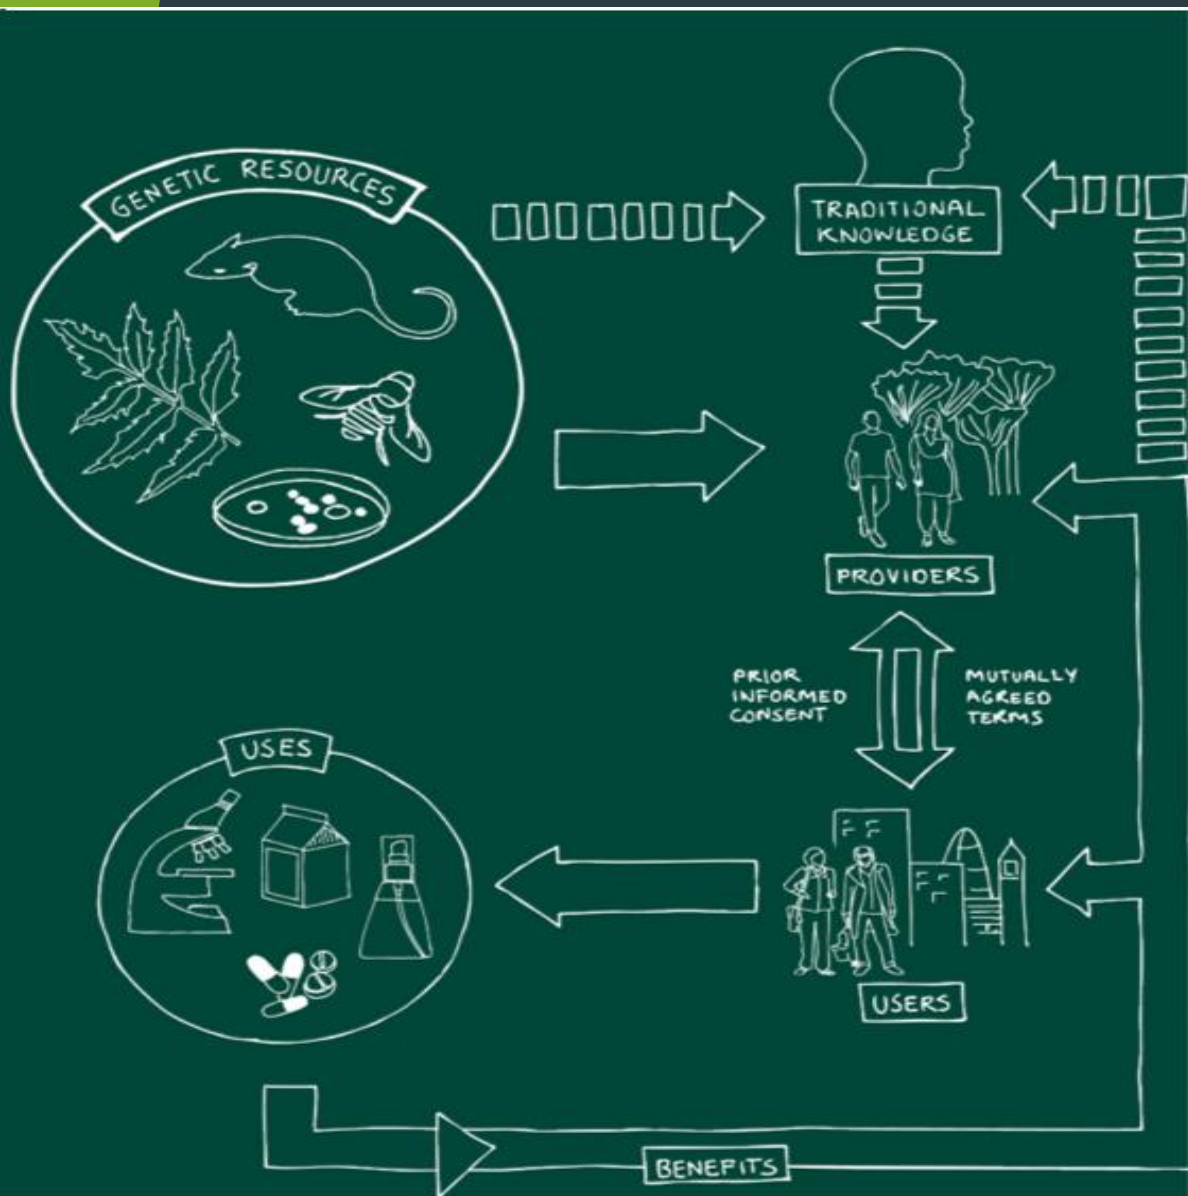 GENETIC RESOURCES
TRADITIONAL
KNOWLEDGE
PROVIDERS
PRIOR
INFORMED
CONSENT
MUTUALLY
AGREED
TERMS
USES
USERS
BENEFITS